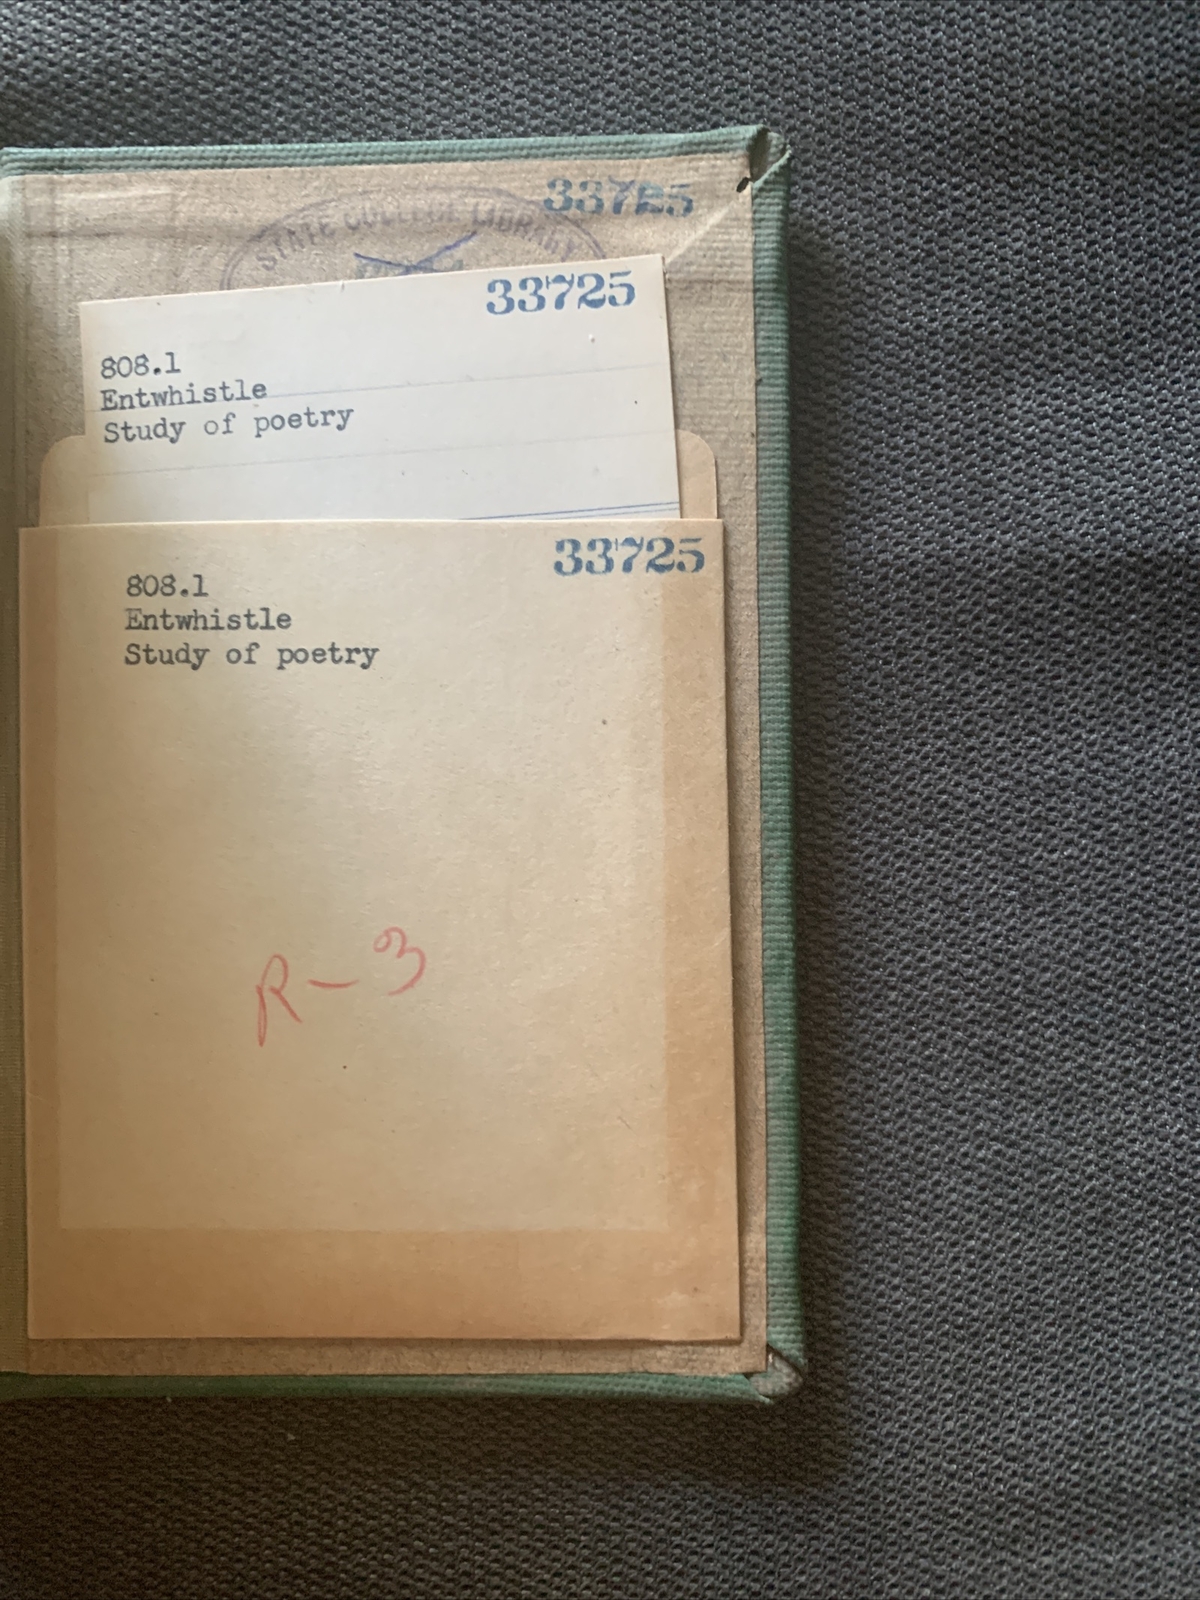 33725
STATE COLLEGE LIBRARY
33725
808.1
Entwhistle
Study of poetry
33725
808.1
Entwhistle
Study of poetry
R-3